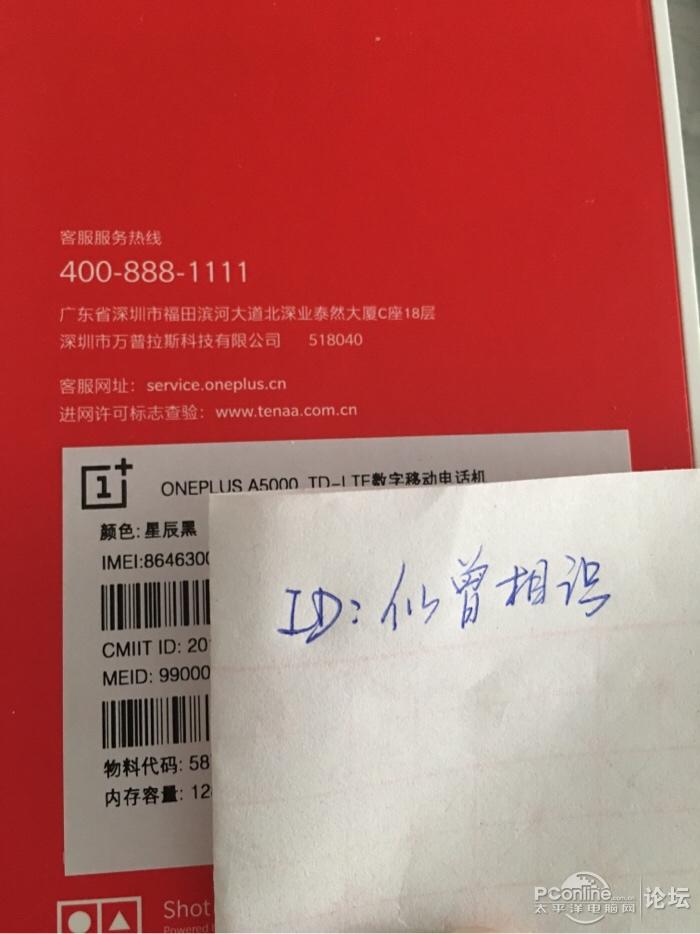 客服服务热线
400-888-1111
广东省深圳市福田滨河大道北深业泰然大厦C座18层
深圳市万普拉斯科技有限公司 518040
客服网址：service.oneplus.cn
进网许可标志查验：www.tenaa.com.cn
1+ ONEPLUS A5000 TD-LTE数字移动电话机
颜色: 星辰黑
IMEI:8646300
CMIIT ID: 201
MEID: 99000
物料代码: 58
内存容量: 128
ID: 似曾相识
Shot
Powered
PConline.com.cn
太平洋电脑网 论坛